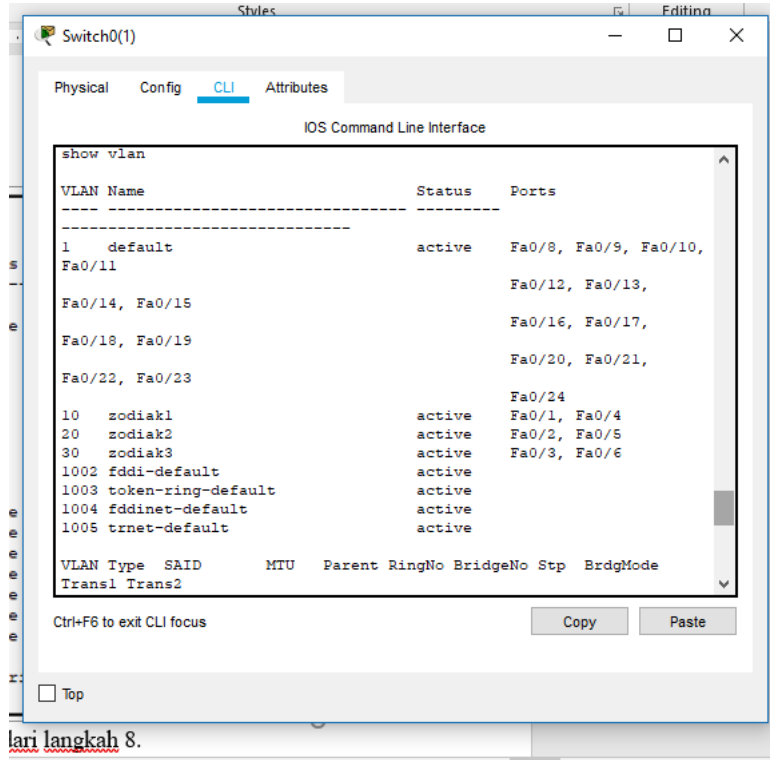 Styles
Editing
Switch0(1)
Physical Config CLI Attributes
IOS Command Line Interface
show vlan
VLAN Name Status Ports
---- -------------------------------- ---------
-------------------------------
1 default active Fa0/8, Fa0/9, Fa0/10,
Fa0/11
Fa0/12, Fa0/13,
Fa0/14, Fa0/15
Fa0/16, Fa0/17,
Fa0/18, Fa0/19
Fa0/20, Fa0/21,
Fa0/22, Fa0/23
Fa0/24
10 zodiak1 active Fa0/1, Fa0/4
20 zodiak2 active Fa0/2, Fa0/5
30 zodiak3 active Fa0/3, Fa0/6
1002 fddi-default active
1003 token-ring-default active
1004 fddinet-default active
1005 trnet-default active
VLAN Type SAID MTU Parent RingNo BridgeNo Stp BrdgMode
Trans1 Trans2
Ctrl+F6 to exit CLI focus
Copy Paste
Top
dari langkah 8.